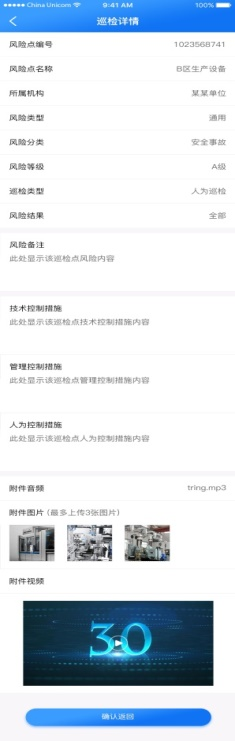 China Unicom 9:41 AM 100%
巡检详情
风险点编号 1023568741
风险点名称 B区生产设备
所属机构 某某单位
风险类型 通用
风险分类 安全事故
风险等级 A级
巡检类型 人为巡检
风险结果 全部
风险备注
此处显示该巡检点风险内容
技术控制措施
此处显示该巡检点技术控制措施内容
管理控制措施
此处显示该巡检点管理控制措施内容
人为控制措施
此处显示该巡检点人为控制措施内容
附件音频 tring.mp3
附件图片 (最多上传3张图片)
附件视频
3.0
确认返回